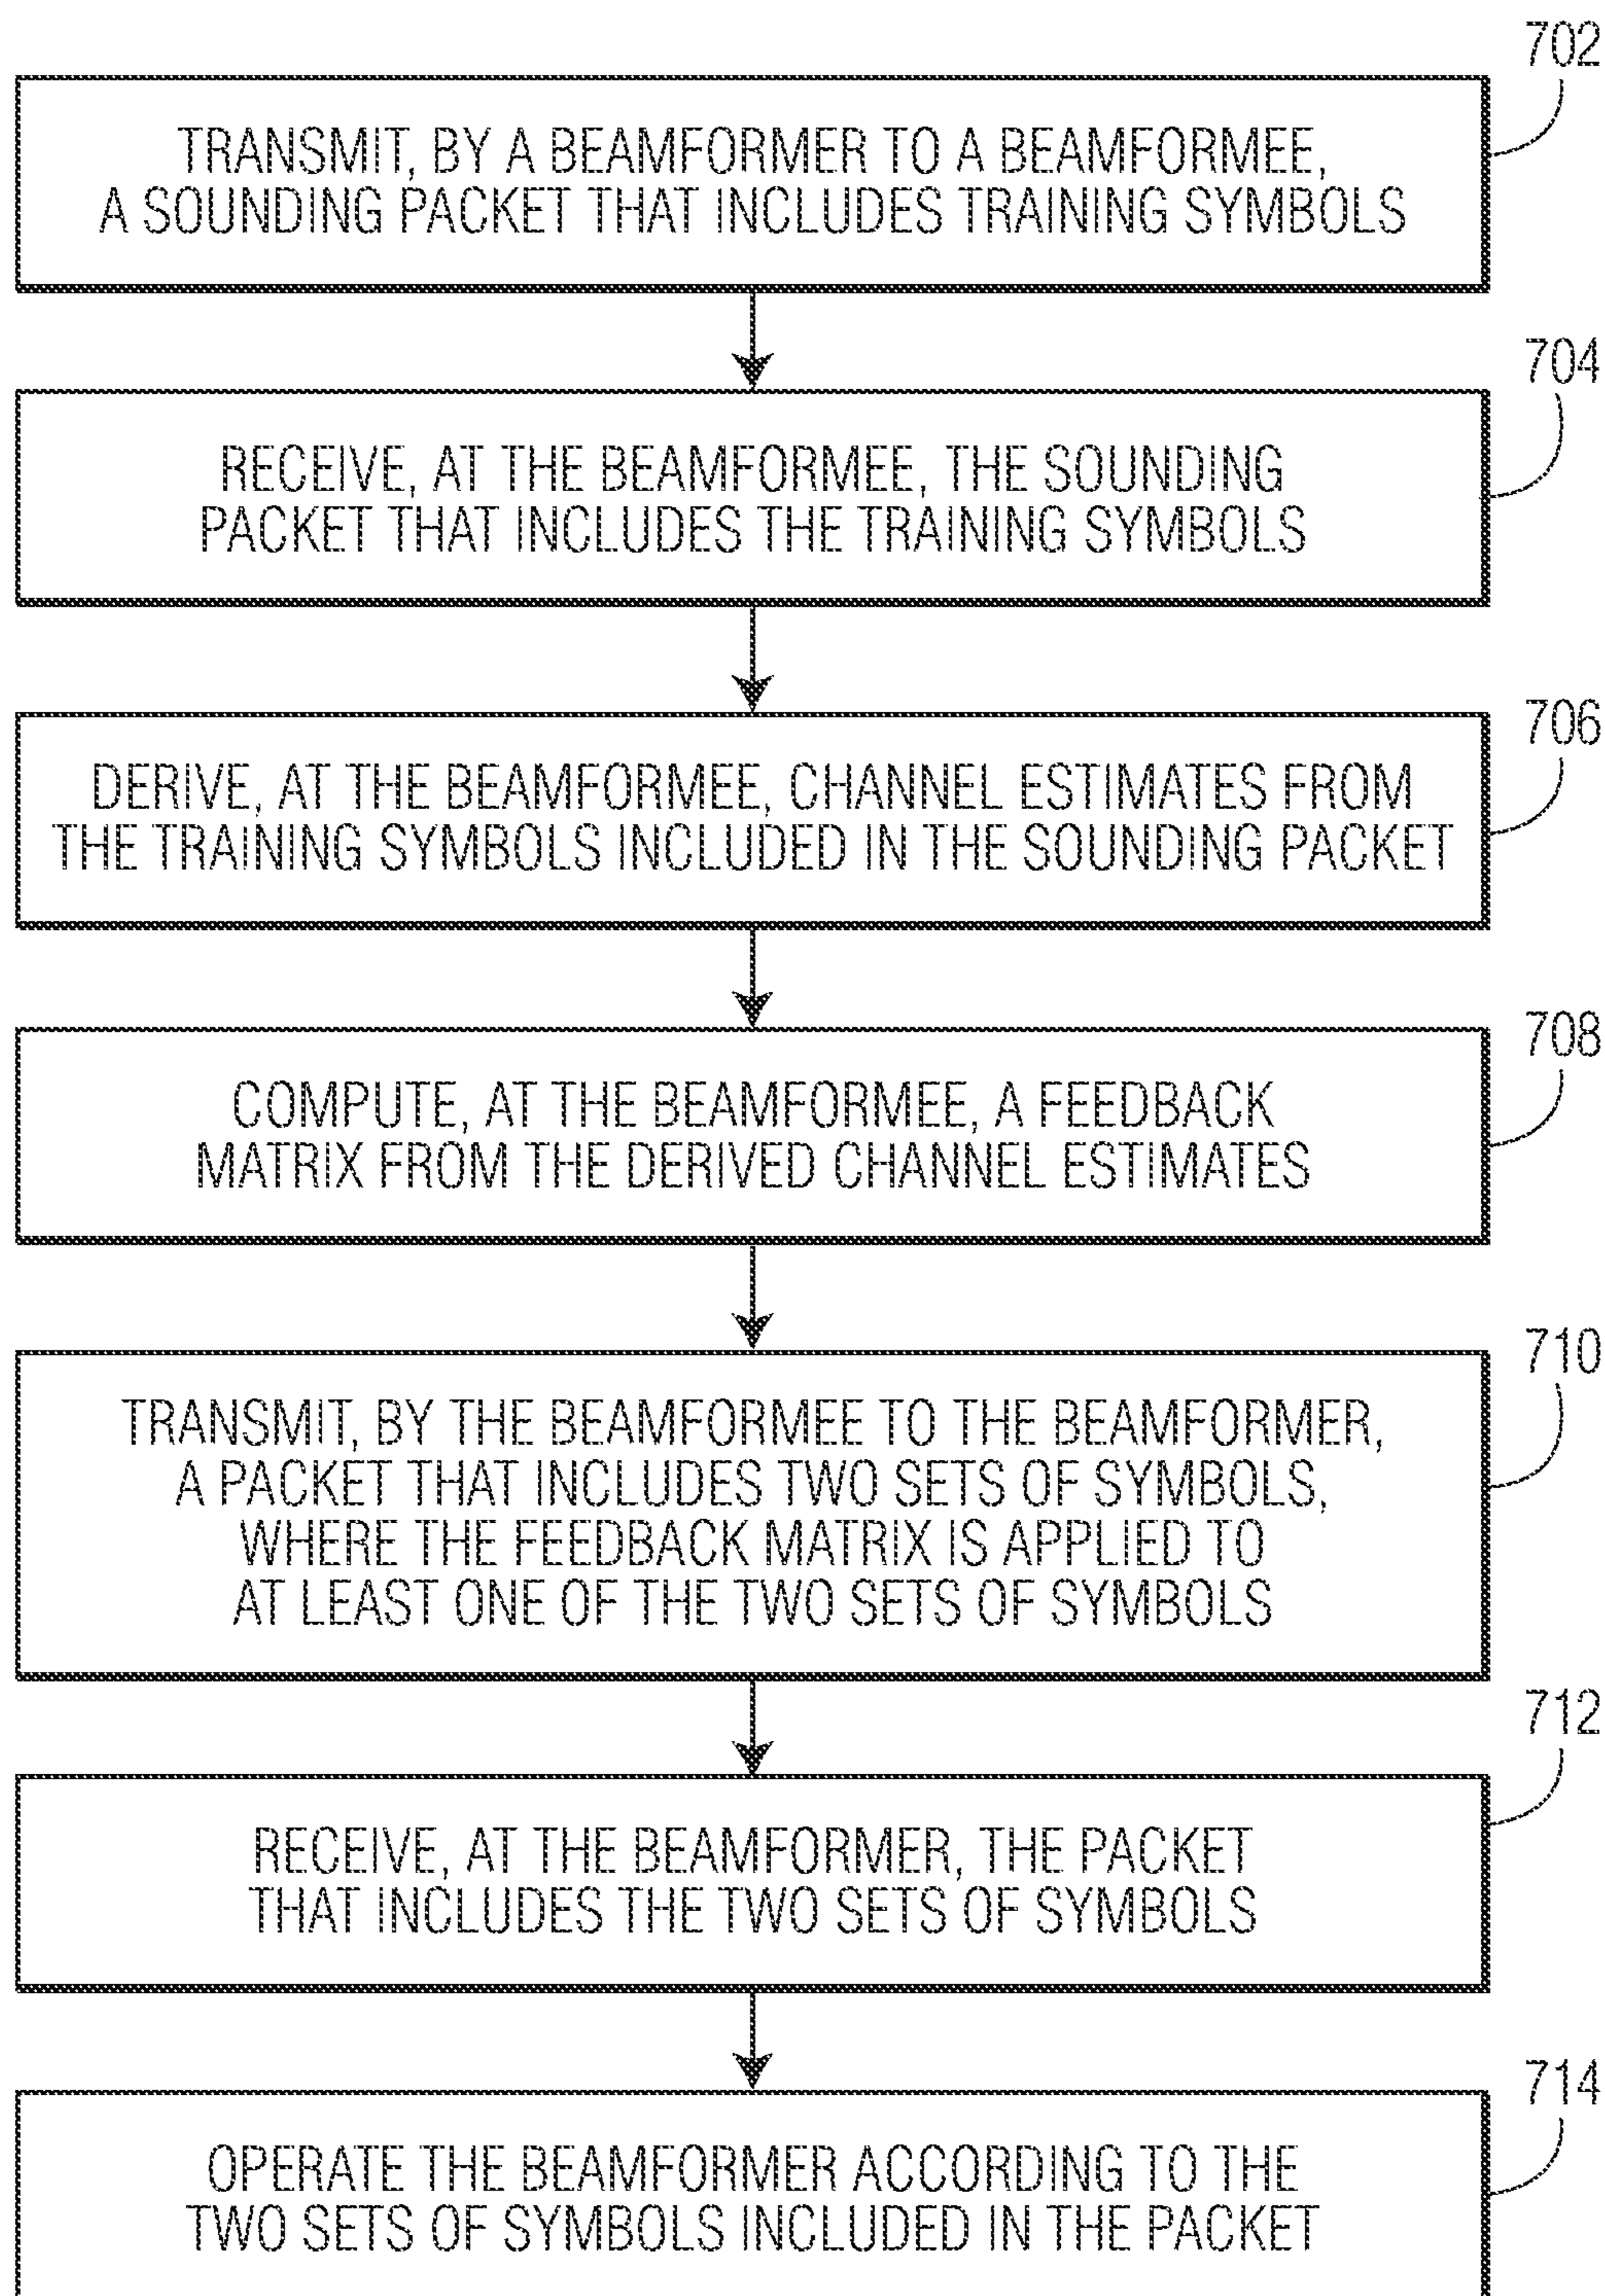 702
TRANSMIT, BY A BEAMFORMER TO A BEAMFORMEE,
A SOUNDING PACKET THAT INCLUDES TRAINING SYMBOLS
704
RECEIVE, AT THE BEAMFORMEE, THE SOUNDING
PACKET THAT INCLUDES THE TRAINING SYMBOLS
706
DERIVE, AT THE BEAMFORMEE, CHANNEL ESTIMATES FROM
THE TRAINING SYMBOLS INCLUDED IN THE SOUNDING PACKET
708
COMPUTE, AT THE BEAMFORMEE, A FEEDBACK
MATRIX FROM THE DERIVED CHANNEL ESTIMATES
710
TRANSMIT, BY THE BEAMFORMEE TO THE BEAMFORMER,
A PACKET THAT INCLUDES TWO SETS OF SYMBOLS,
WHERE THE FEEDBACK MATRIX IS APPLIED TO
AT LEAST ONE OF THE TWO SETS OF SYMBOLS
712
RECEIVE, AT THE BEAMFORMER, THE PACKET
THAT INCLUDES THE TWO SETS OF SYMBOLS
714
OPERATE THE BEAMFORMER ACCORDING TO THE
TWO SETS OF SYMBOLS INCLUDED IN THE PACKET